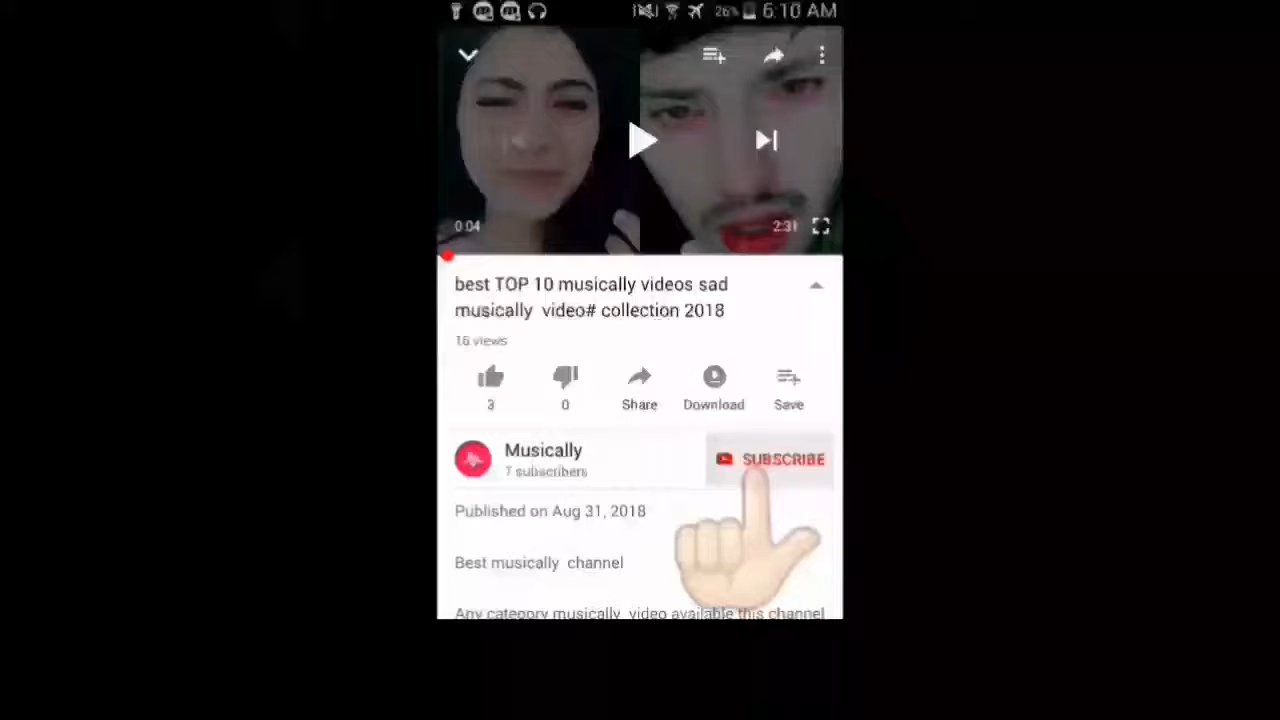 26% 6:10 AM
0:04 2:31
best TOP 10 musically videos sad
musically video# collection 2018
16 views
3 0 Share Download Save
Musically
7 subscribers
SUBSCRIBE
Published on Aug 31, 2018
Best musically channel
Any category musically video available this channel